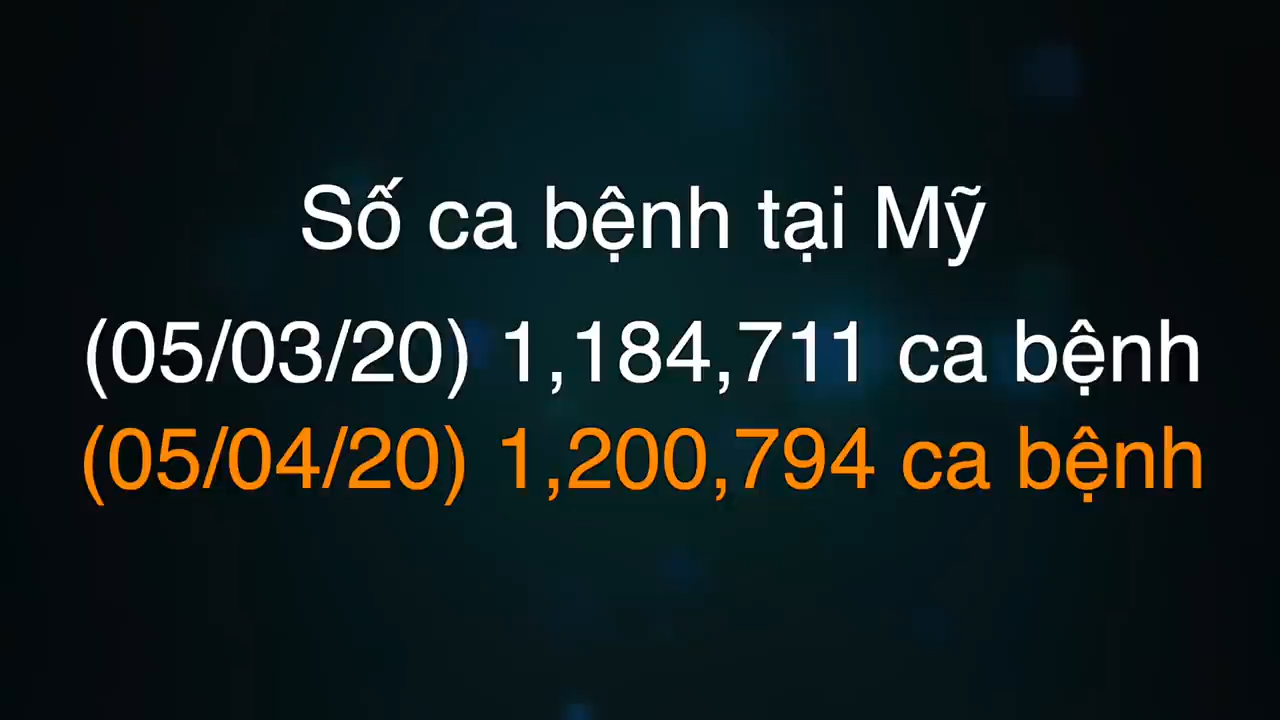 Số ca bệnh tại Mỹ
(05/03/20) 1,184,711 ca bệnh
(05/04/20) 1,200,794 ca bệnh